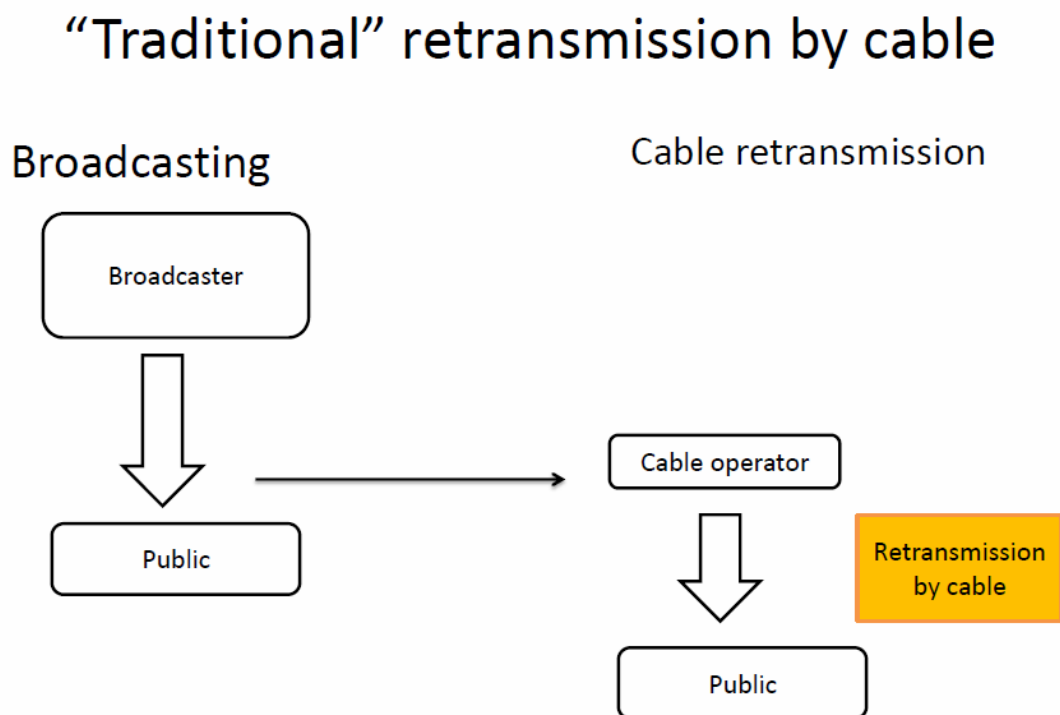 “Traditional” retransmission by cable
Broadcasting
Cable retransmission
Broadcaster
Cable operator
Public
Retransmission
by cable
Public